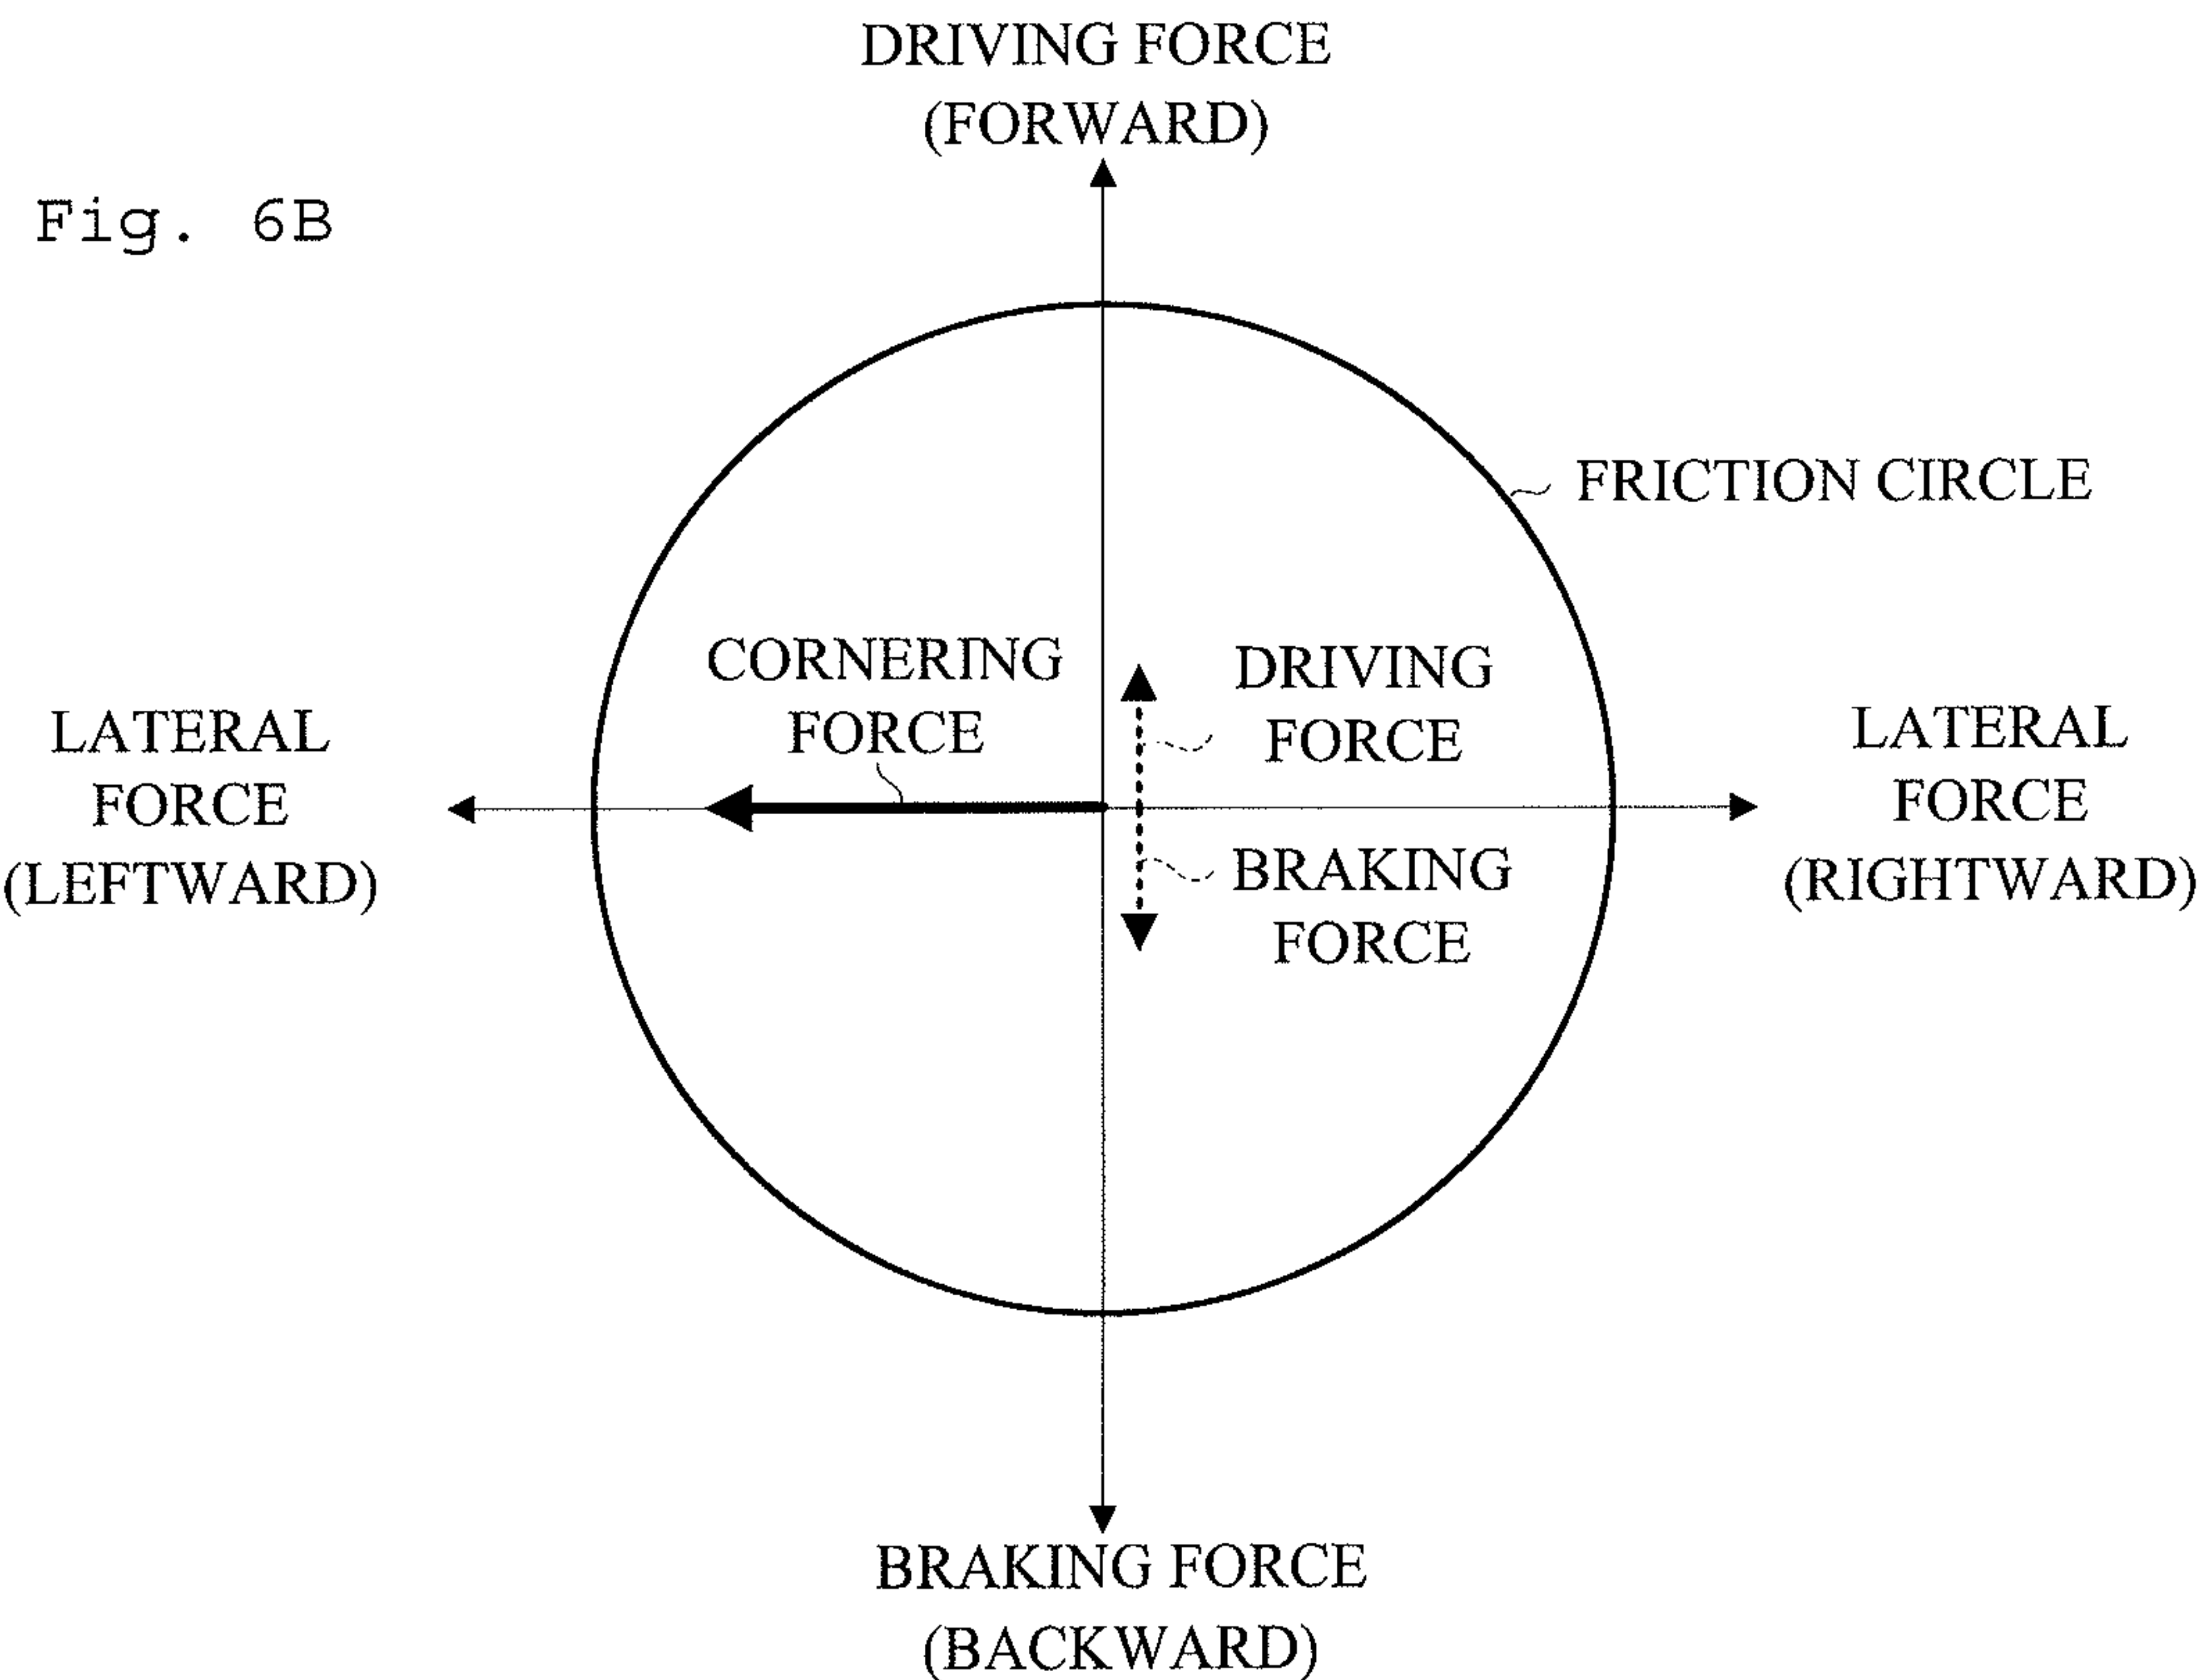 DRIVING FORCE
(FORWARD)
Fig. 6B
FRICTION CIRCLE
CORNERING
FORCE
DRIVING
FORCE
LATERAL
FORCE
(LEFTWARD)
LATERAL
FORCE
(RIGHTWARD)
BRAKING
FORCE
BRAKING FORCE
(BACKWARD)